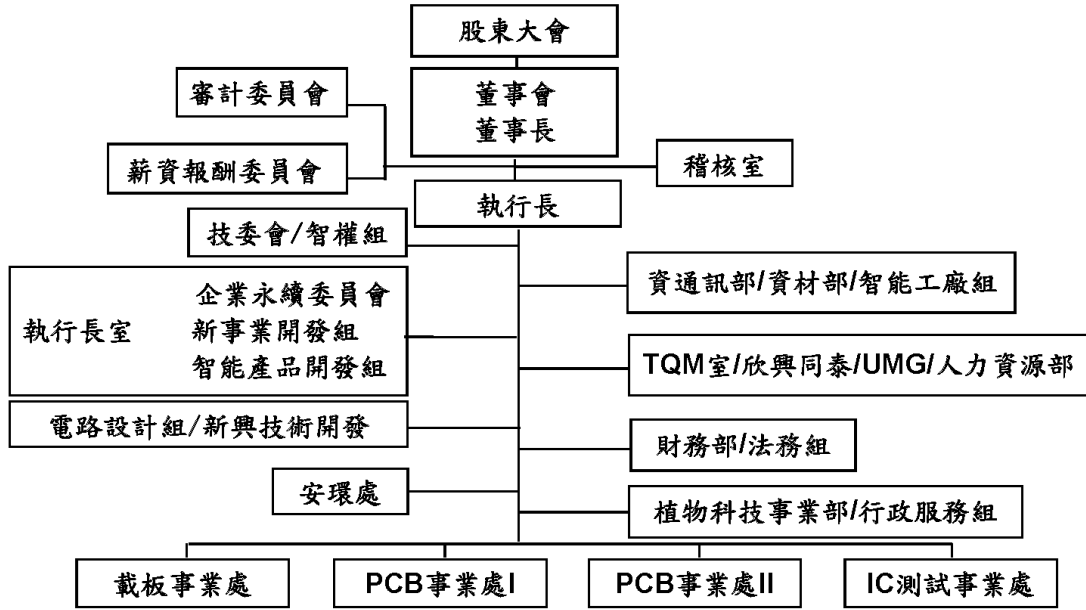 股東大會
董事會
董事長
審計委員會
薪資報酬委員會
稽核室
執行長
技委會/智權組
資通訊部/資材部/智能工廠組
企業永續委員會
執行長室 新事業開發組
智能產品開發組
TQM室/欣興同泰/UMG/人力資源部
電路設計組/新興技術開發
財務部/法務組
安環處
植物科技事業部/行政服務組
載板事業處
PCB事業處I
PCB事業處II
IC測試事業處